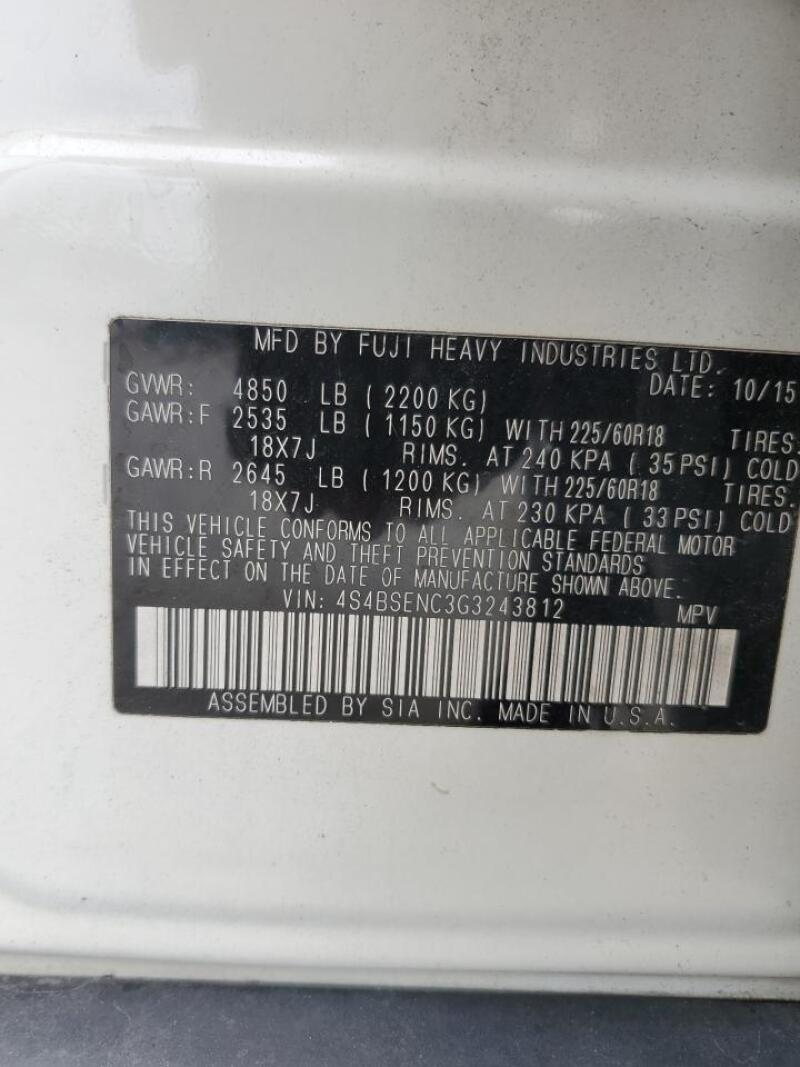 MFD BY FUJI HEAVY INDUSTRIES LTD.
DATE: 10/15
GVWR: 4850 LB ( 2200 KG)
GAWR:F 2535 LB ( 1150 KG) WITH 225/60R18 TIRES.
18X7J RIMS. AT 240 KPA ( 35 PSI) COLD
GAWR:R 2645 LB ( 1200 KG) WITH 225/60R18 TIRES.
18X7J RIMS. AT 230 KPA ( 33 PSI) COLD
THIS VEHICLE CONFORMS TO ALL APPLICABLE FEDERAL MOTOR
VEHICLE SAFETY AND THEFT PREVENTION STANDARDS
IN EFFECT ON THE DATE OF MANUFACTURE SHOWN ABOVE.
VIN: 4S4BSENC3G3243812 MPV
ASSEMBLED BY SIA INC. MADE IN U.S.A.